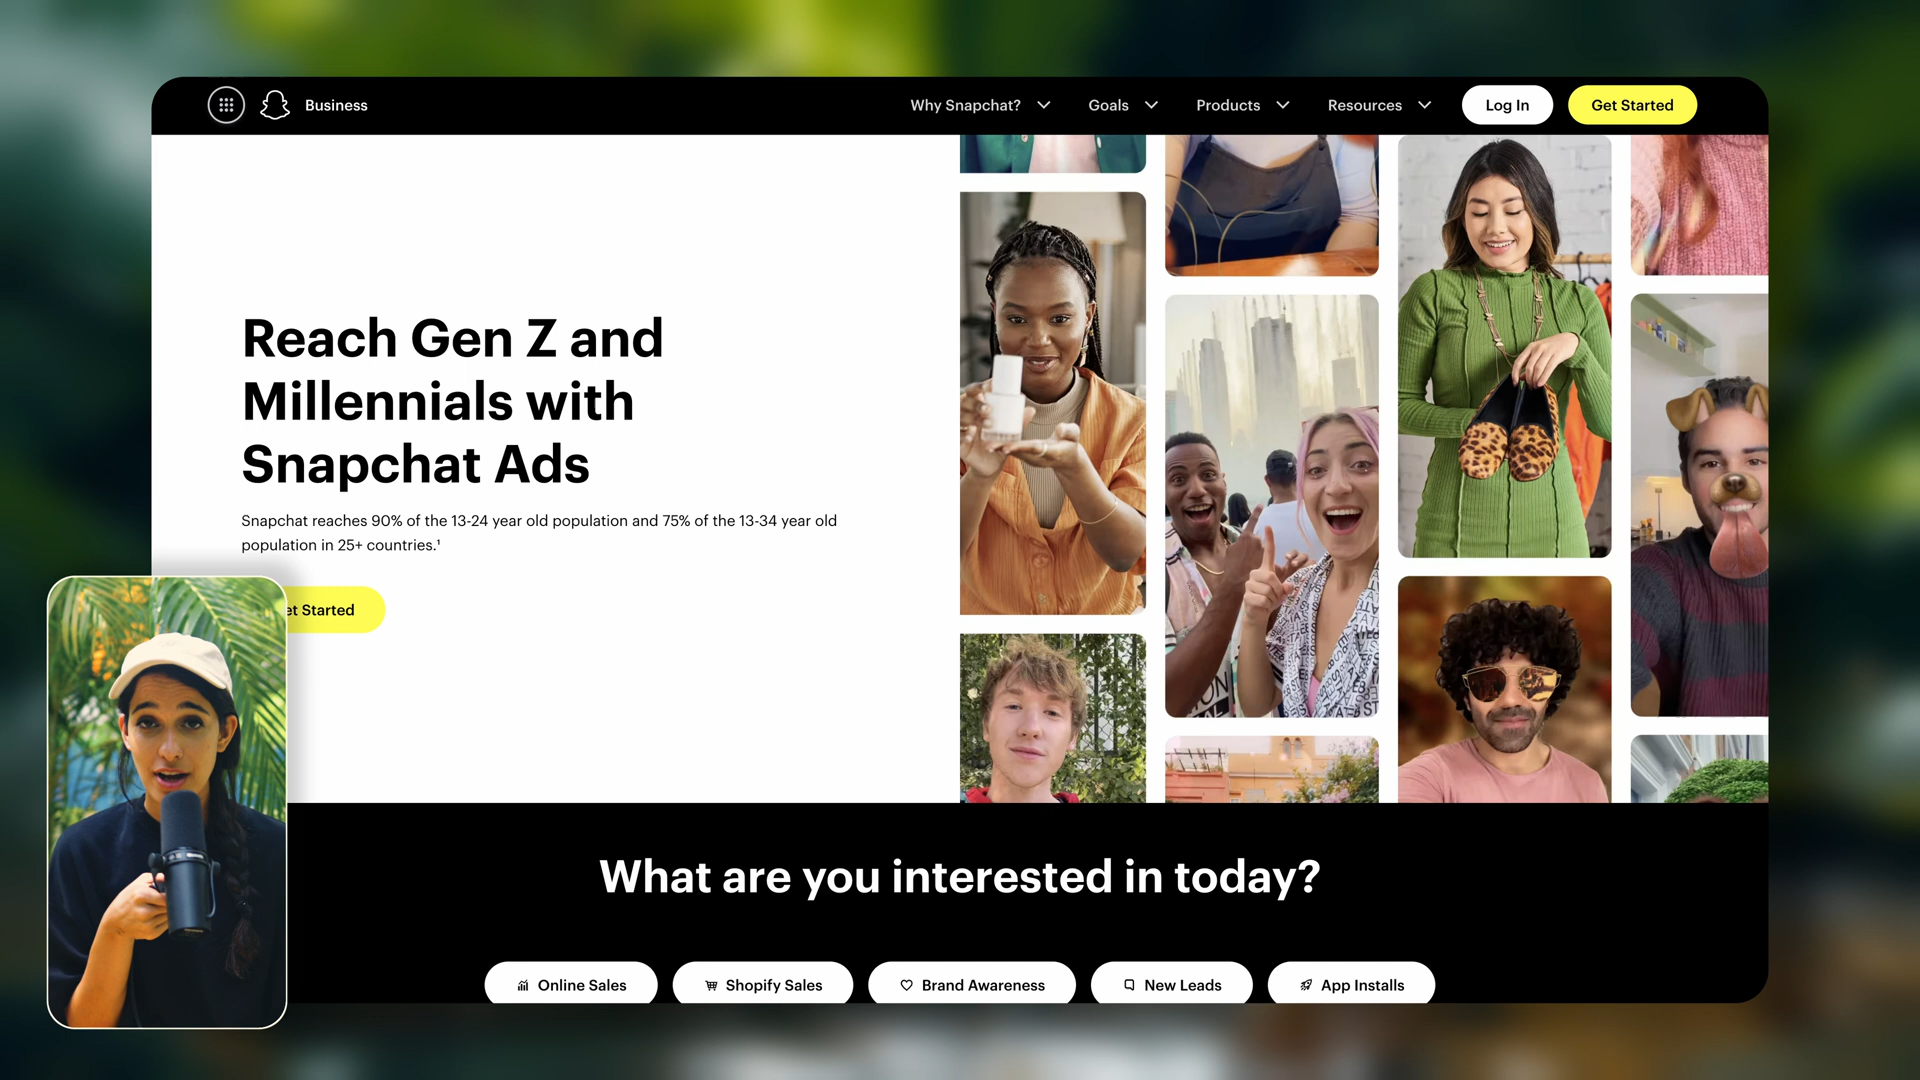 Business
Why Snapchat?
Goals
Products
Resources
Log In
Get Started
Reach Gen Z and
Millennials with
Snapchat Ads
Snapchat reaches 90% of the 13-24 year old population and 75% of the 13-34 year old
population in 25+ countries.¹
et Started
What are you interested in today?
Online Sales
Shopify Sales
Brand Awareness
New Leads
App Installs